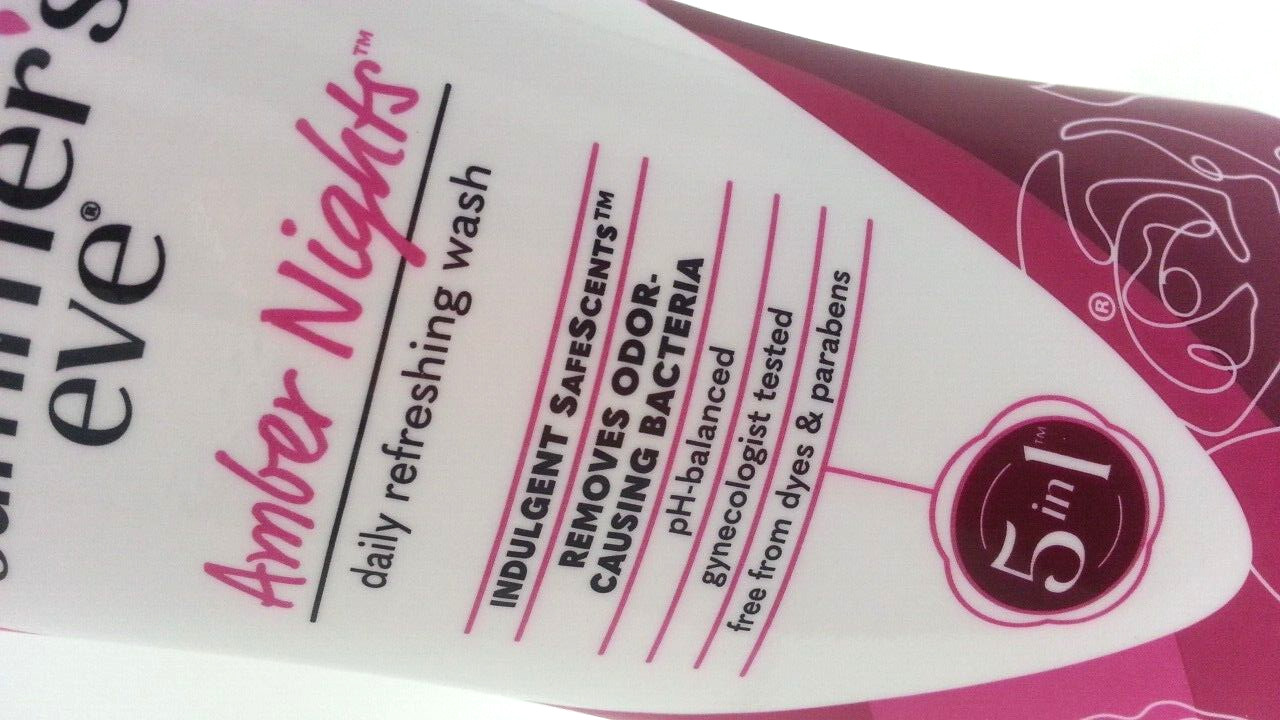 eve®
Amber Nights™
daily refreshing wash
INDULGENT SAFESCENTS™
REMOVES ODOR-
CAUSING BACTERIA
pH-balanced
gynecologist tested
free from dyes & parabens
5 in 1™
®